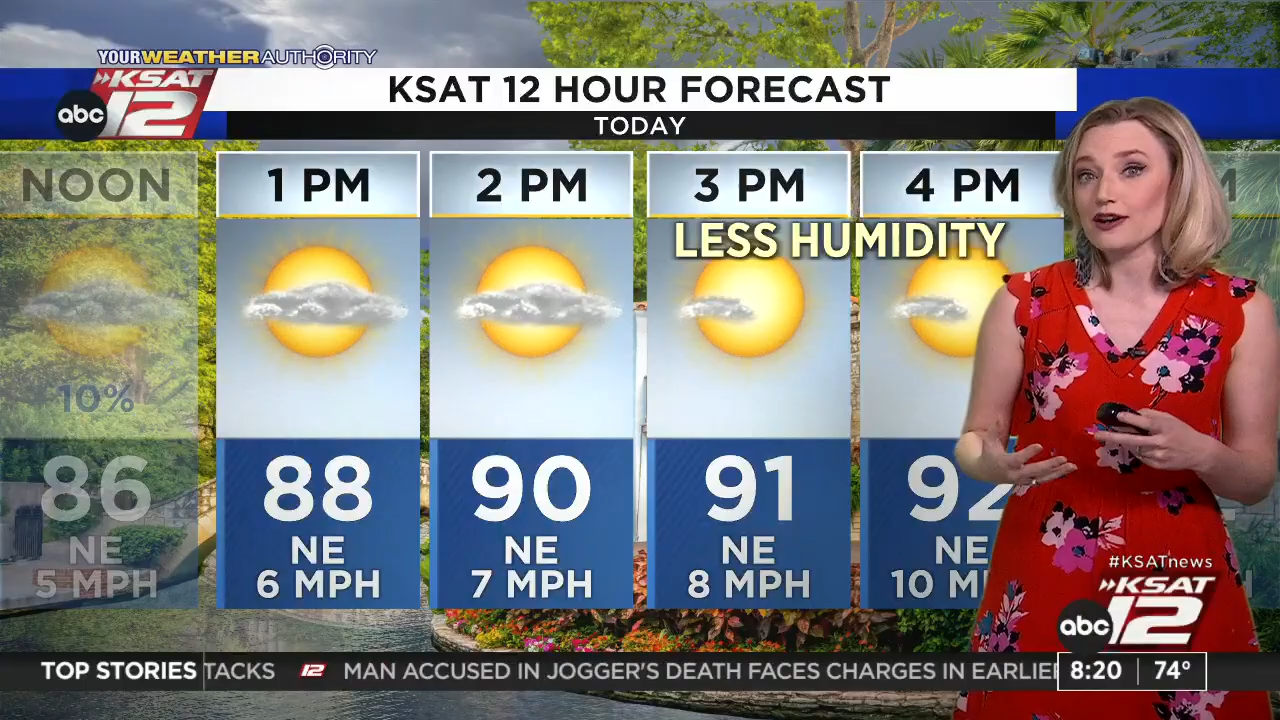 YOUR WEATHER AUTHORITY
KSAT
abc 12
KSAT 12 HOUR FORECAST
TODAY
NOON 1 PM 2 PM 3 PM 4 PM
LESS HUMIDITY
10%
86 88 90 91 92
NE NE NE NE NE
5 MPH 6 MPH 7 MPH 8 MPH 10
#KSATnews
KSAT
abc 12
TOP STORIES TACKS 12 MAN ACCUSED IN JOGGER'S DEATH FACES CHARGES IN EARLIER 8:20 74°